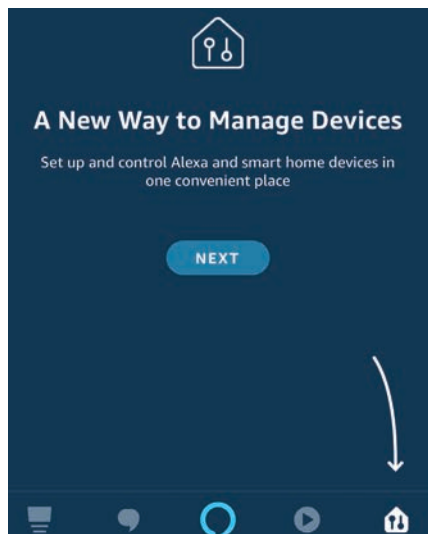 A New Way to Manage Devices
Set up and control Alexa and smart home devices in
one convenient place
NEXT